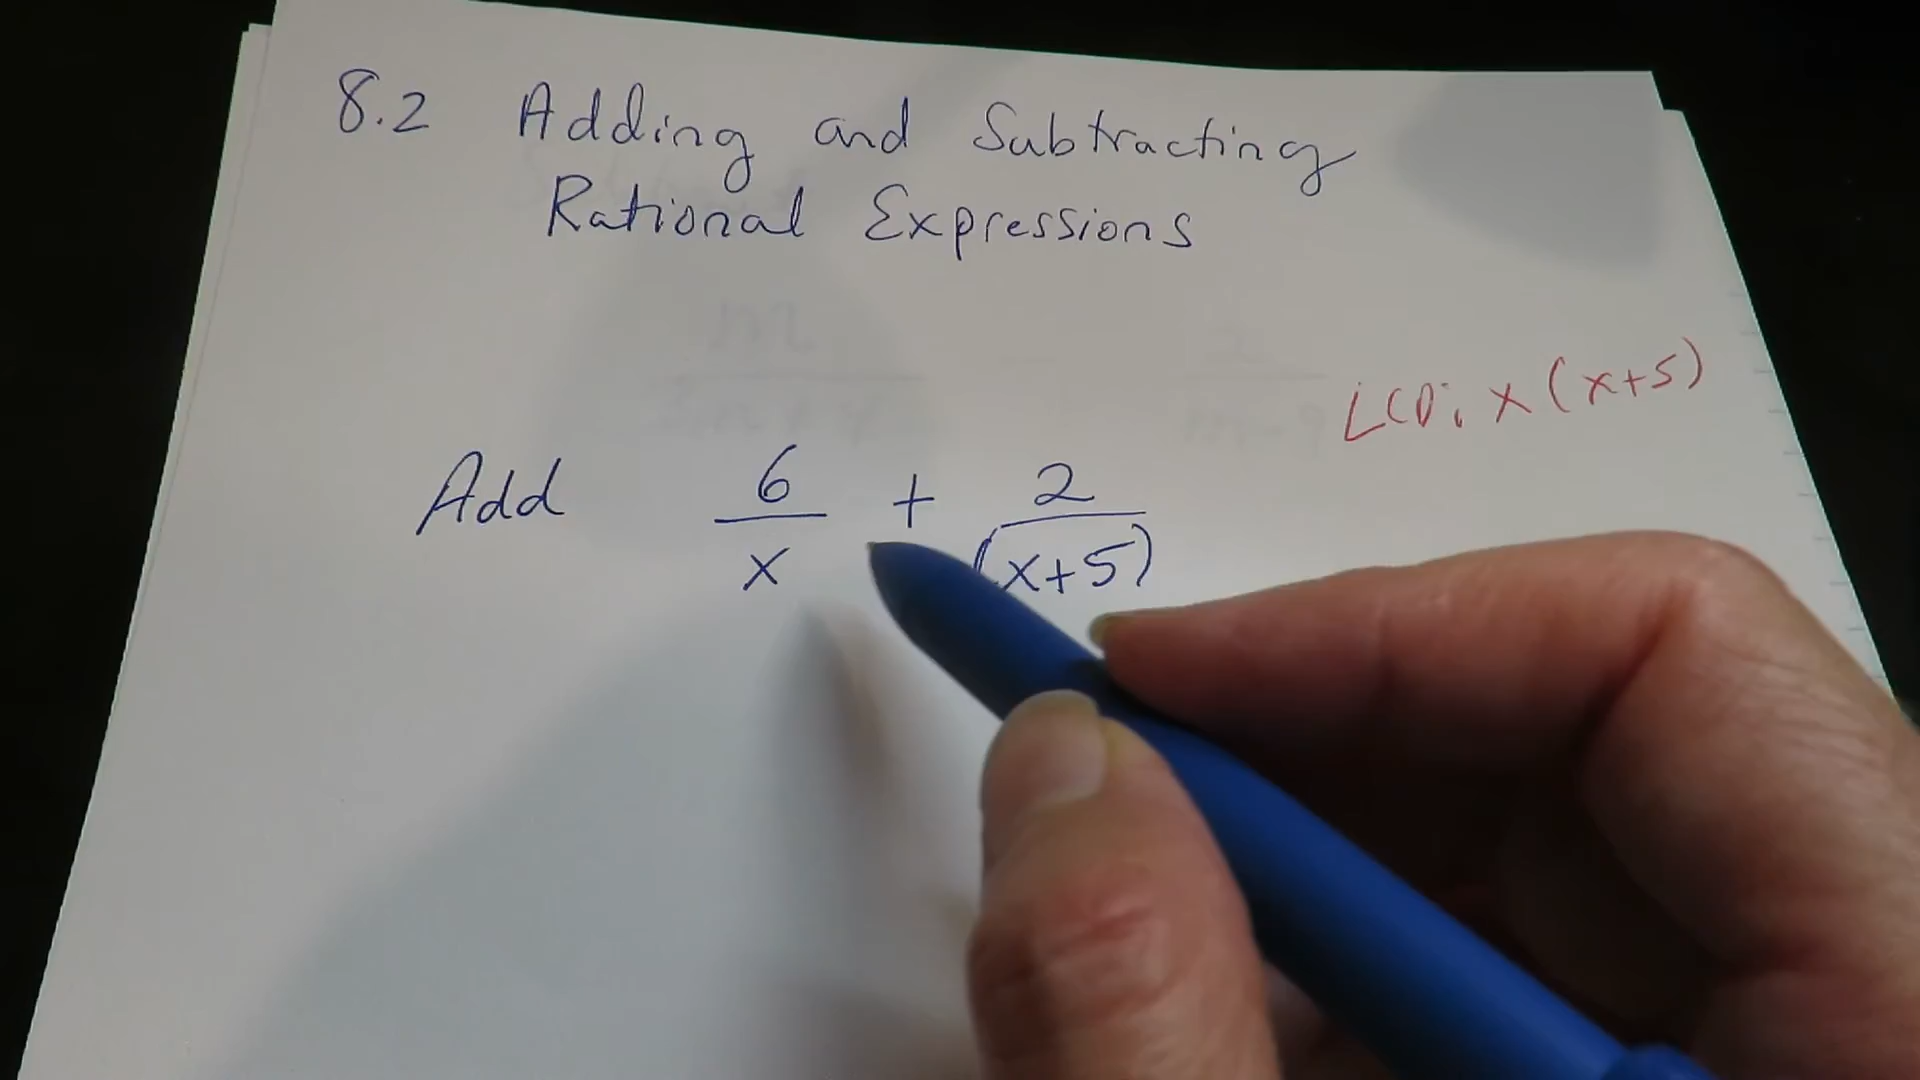 8.2 Adding and Subtracting
Rational Expressions
LCD: x (x+5)
Add 6/x + 2/(x+5)